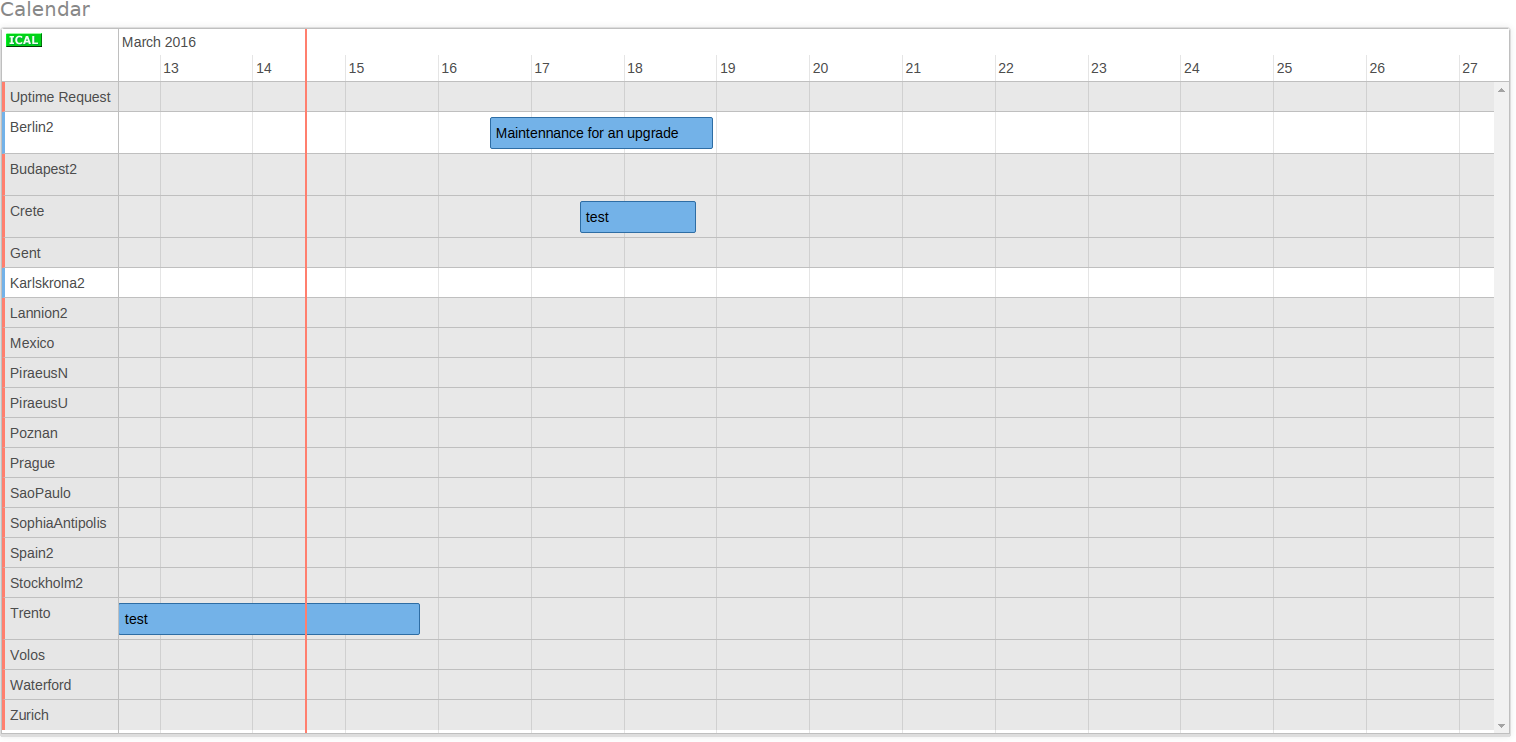 Calendar
ICAL
March 2016
13 14 15 16 17 18 19 20 21 22 23 24 25 26 27
Uptime Request
Berlin2
Maintennance for an upgrade
Budapest2
Crete
test
Gent
Karlskrona2
Lannion2
Mexico
PiraeusN
PiraeusU
Poznan
Prague
SaoPaulo
SophiaAntipolis
Spain2
Stockholm2
Trento
test
Volos
Waterford
Zurich